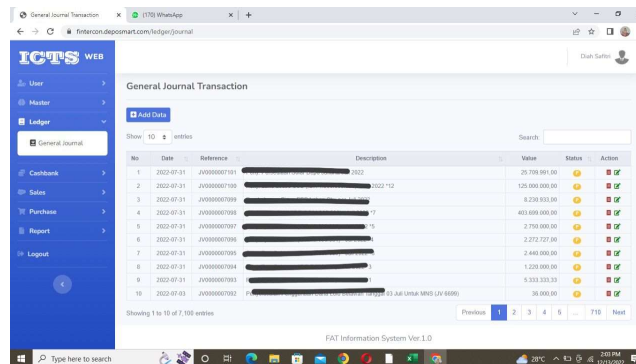 General Journal Transaction
(170) WhatsApp
fintercon.deposmart.com/ledger/journal
ICTS WEB
Diah Safitri
User
Master
Ledger
General Journal
Cashbank
Sales
Purchase
Report
Logout
General Journal Transaction
Add Data
Show 10 entries
Search:
No Date Reference Description Value Status Action
1 2022-07-31 JV0000007101 2022 25.709.991,00
2 2022-07-31 JV0000007100 2022 *12 125.000.000,00
3 2022-07-31 JV0000007099 8.230.933,00
4 2022-07-31 JV0000007098 *7 403.689.000,00
5 2022-07-31 JV0000007097 2 *5 2.750.000,00
6 2022-07-31 JV0000007096 2.272.727,00
7 2022-07-31 JV0000007095 2.440.000,00
8 2022-07-31 JV0000007094 1.220.000,00
9 2022-07-31 JV0000007093 5.333.333,33
10 2022-07-03 JV0000007092 Tanggal 03 Juli Untuk MNS (JV 6699) 36.000,00
Showing 1 to 10 of 7,100 entries
Previous 1 2 3 4 5 ... 710 Next
FAT Information System Ver.1.0
Type here to search
28°C
2:03 PM
12/13/2022